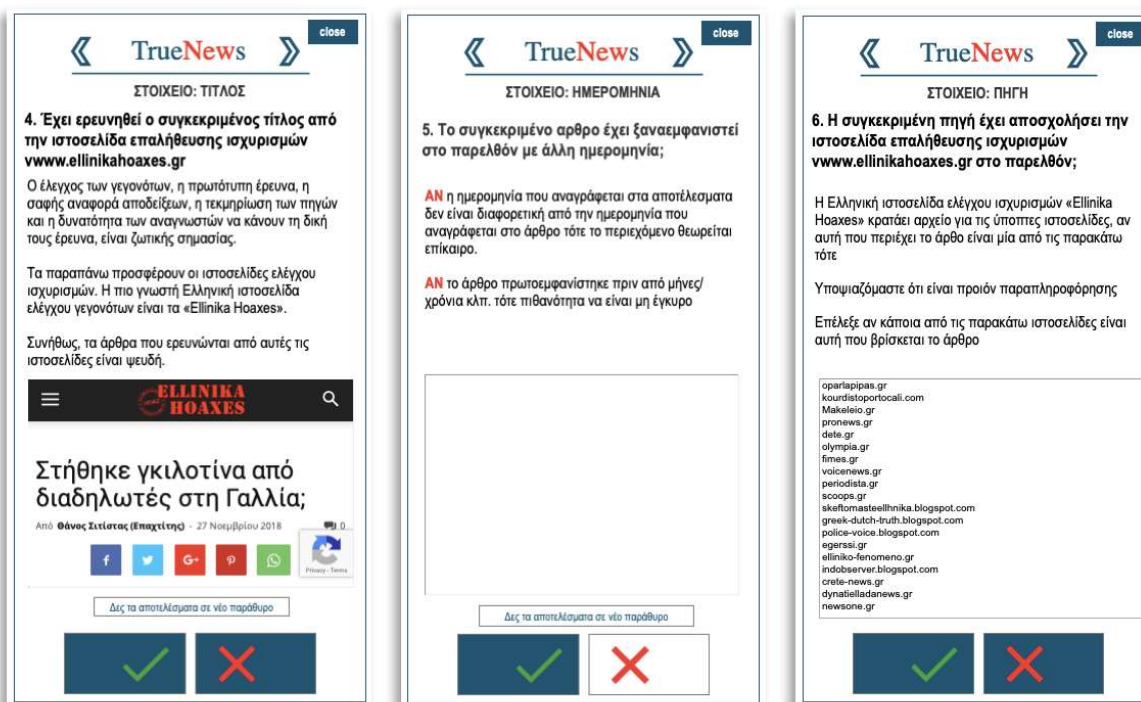 close
《 TrueNews 》
ΣΤΟΙΧΕΙΟ: ΤΙΤΛΟΣ
4. Έχει ερευνηθεί ο συγκεκριμένος τίτλος από
την ιστοσελίδα επαλήθευσης ισχυρισμών
vwww.ellinikahoaxes.gr
Ο έλεγχος των γεγονότων, η πρωτότυπη έρευνα, η
σαφής αναφορά αποδείξεων, η τεκμηρίωση των πηγών
και η δυνατότητα των αναγνωστών να κάνουν τη δική
τους έρευνα, είναι ζωτικής σημασίας.
Τα παραπάνω προσφέρουν οι ιστοσελίδες ελέγχου
ισχυρισμών. Η πιο γνωστή Ελληνική ιστοσελίδα
ελέγχου γεγονότων είναι τα «Ellinika Hoaxes».
Συνήθως, τα άρθρα που ερευνώνται από αυτές τις
ιστοσελίδες είναι ψευδή.
ELLINIKA
HOAXES
Στήθηκε γκιλοτίνα από
διαδηλωτές στη Γαλλία;
Από Θάνος Σιτίστας (Επαχτίτης) - 27 Νοεμβρίου 2018 0
Privacy - Terms
Δες τα αποτελέσματα σε νέο παράθυρο
close
《 TrueNews 》
ΣΤΟΙΧΕΙΟ: ΗΜΕΡΟΜΗΝΙΑ
5. Το συγκεκριμένο αρθρο έχει ξαναεμφανιστεί
στο παρελθόν με άλλη ημερομηνία;
ΑΝ η ημερομηνία που αναγράφεται στα αποτέλεσματα
δεν είναι διαφορετική από την ημερομηνία που
αναγράφεται στο άρθρο τότε το περιεχόμενο θεωρείται
επίκαιρο.
ΑΝ το άρθρο πρωτοεμφανίστηκε πριν από μήνες/
χρόνια κλπ. τότε πιθανότητα να είναι μη έγκυρο
Δες τα αποτελέσματα σε νέο παράθυρο
close
《 TrueNews 》
ΣΤΟΙΧΕΙΟ: ΠΗΓΗ
6. Η συγκεκριμένη πηγή έχει αποσχολήσει την
ιστοσελίδα επαλήθευσης ισχυρισμών
vwww.ellinikahoaxes.gr στο παρελθόν;
Η Ελληνική ιστοσελίδα ελέγχου ισχυρισμών «Ellinika
Hoaxes» κρατάει αρχείο για τις ύποπτες ιστοσελίδες, αν
αυτή που περιέχει το άρθο είναι μία από τις παρακάτω
τότε
Υποψιαζόμαστε ότι είναι προιόν παραπληροφόρησης
Επέλεξε αν κάποια από τις παρακάτω ιστοσελίδες είναι
αυτή που βρίσκεται το άρθρο
oparlapipas.gr
kourdistoportocali.com
Makeleio.gr
pronews.gr
dete.gr
olympia.gr
fimes.gr
voicenews.gr
periodista.gr
scoops.gr
skeftomasteellhnika.blogspot.com
greek-dutch-truth.blogspot.com
police-voice.blogspot.com
egerssi.gr
elliniko-fenomeno.gr
indobserver.blogspot.com
crete-news.gr
dynatielladanews.gr
newsone.gr